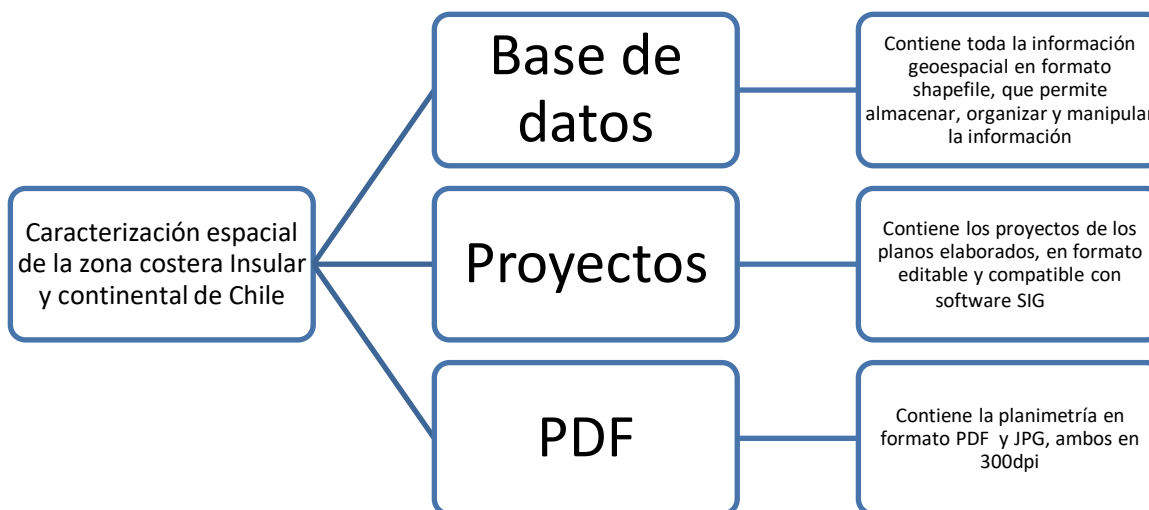 Caracterización espacial
de la zona costera Insular
y continental de Chile
Base de
datos
Contiene toda la información
geoespacial en formato
shapefile, que permite
almacenar, organizar y manipular
la información
Proyectos
Contiene los proyectos de los
planos elaborados, en formato
editable y compatible con
software SIG
PDF
Contiene la planimetría en
formato PDF y JPG, ambos en
300dpi